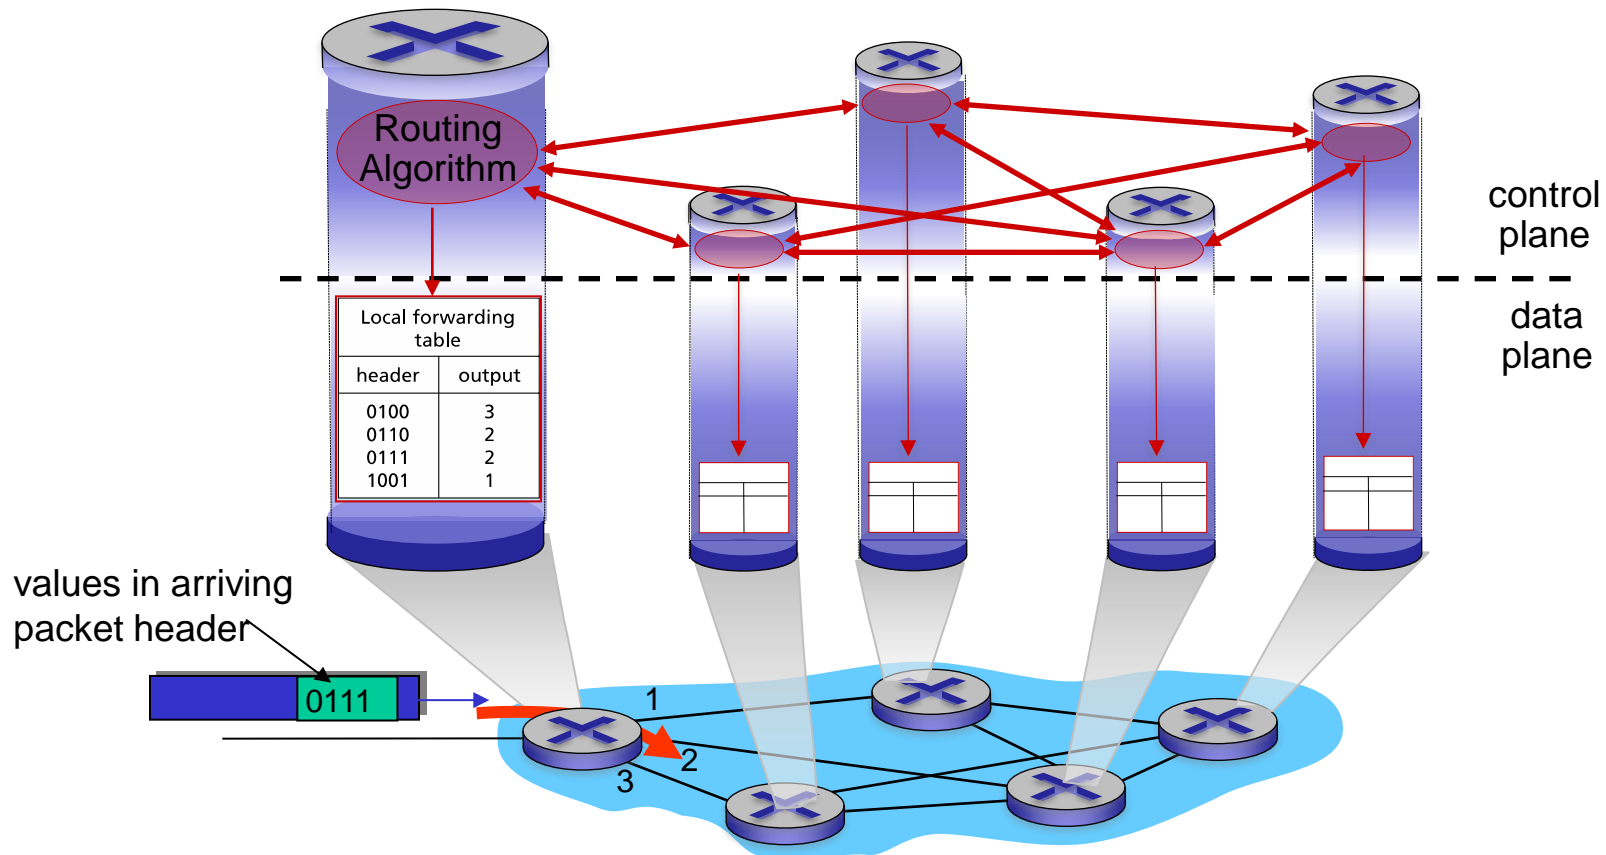 Routing
Algorithm
control
plane
data
plane
Local forwarding
table
header output
0100 3
0110 2
0111 2
1001 1
values in arriving
packet header
0111
1
2
3